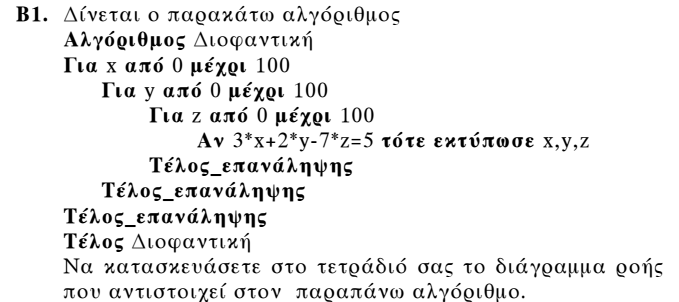 Β1. Δίνεται ο παρακάτω αλγόριθμος
Αλγόριθμος Διοφαντική
Για x από 0 μέχρι 100
Για y από 0 μέχρι 100
Για z από 0 μέχρι 100
Αν 3*x+2*y-7*z=5 τότε εκτύπωσε x,y,z
Τέλος_επανάληψης
Τέλος_επανάληψης
Τέλος_επανάληψης
Τέλος Διοφαντική
Να κατασκευάσετε στο τετράδιό σας το διάγραμμα ροής
που αντιστοιχεί στον παραπάνω αλγόριθμο.